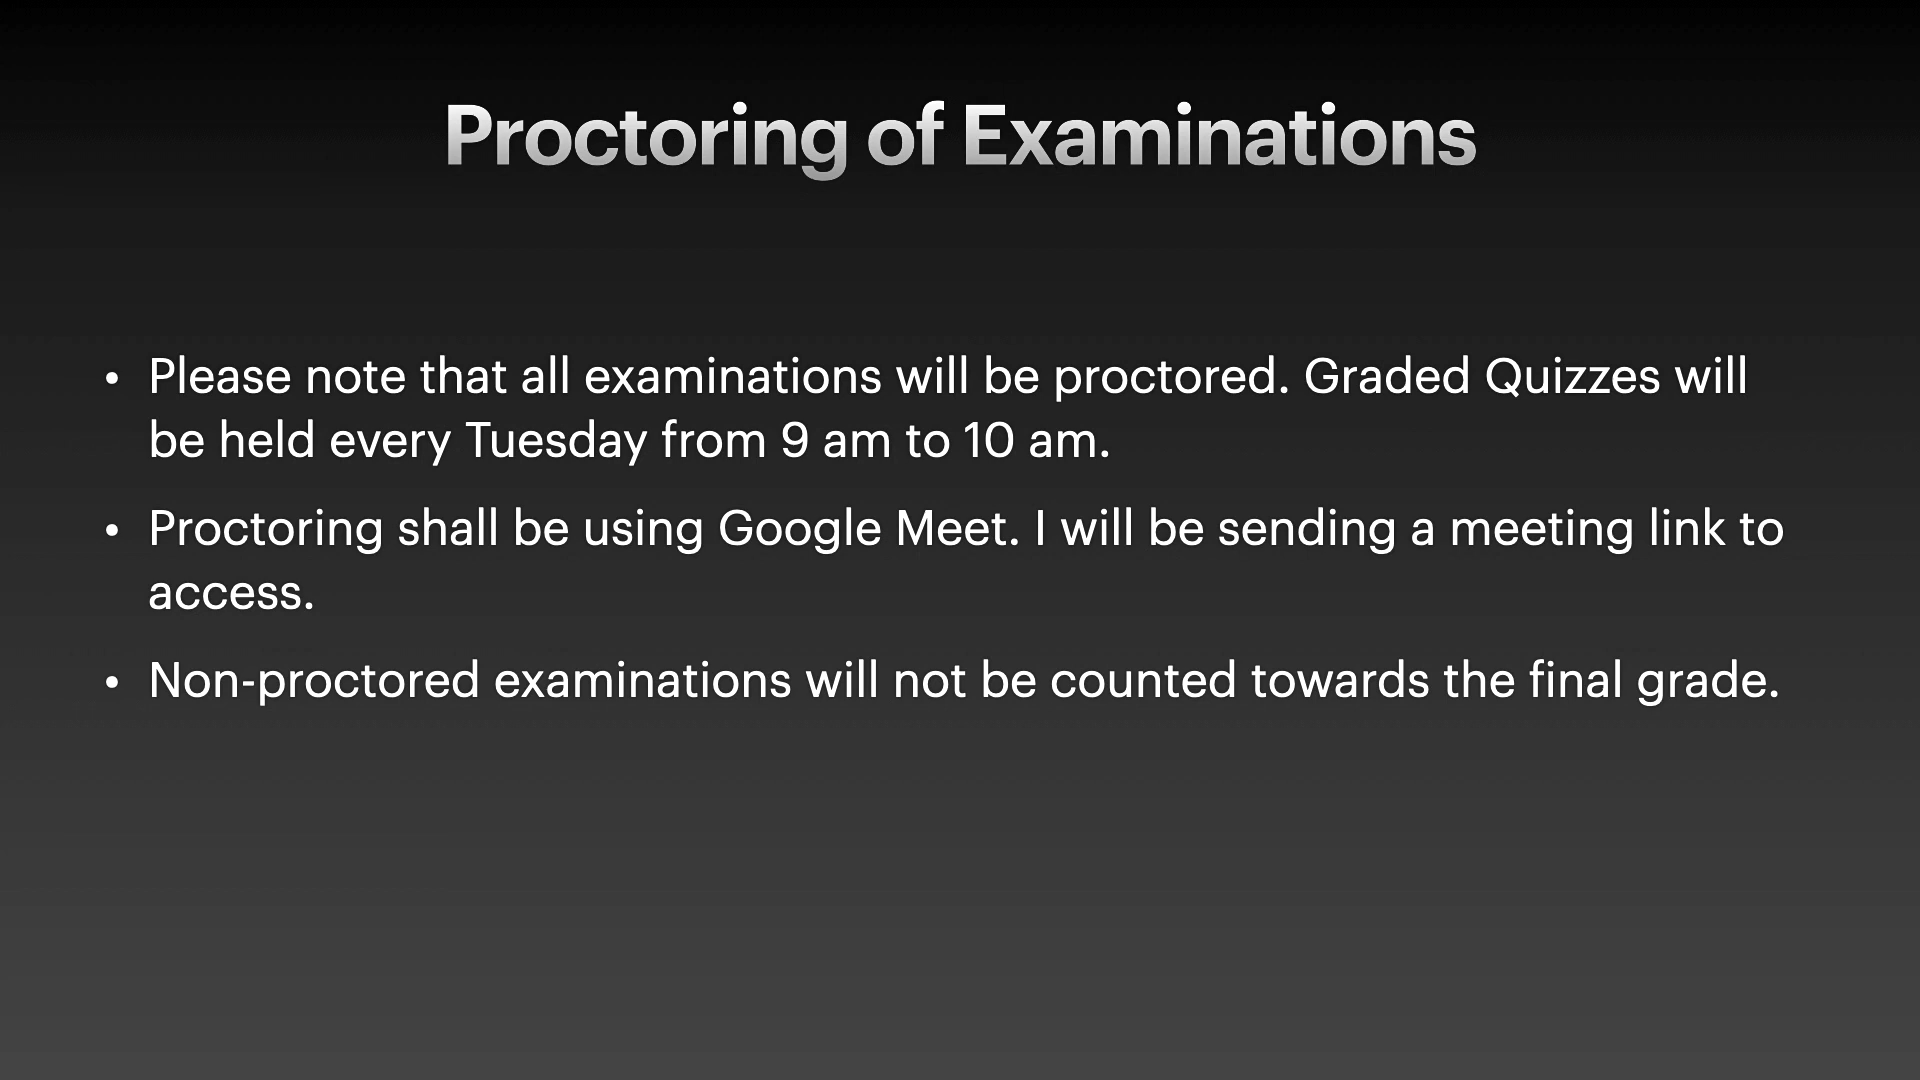 Proctoring of Examinations
• Please note that all examinations will be proctored. Graded Quizzes will
be held every Tuesday from 9 am to 10 am.
• Proctoring shall be using Google Meet. I will be sending a meeting link to
access.
• Non-proctored examinations will not be counted towards the final grade.